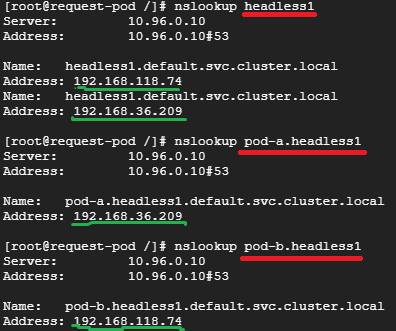 [root@request-pod /]# nslookup headless1
Server: 10.96.0.10
Address: 10.96.0.10#53
Name: headless1.default.svc.cluster.local
Address: 192.168.118.74
Name: headless1.default.svc.cluster.local
Address: 192.168.36.209
[root@request-pod /]# nslookup pod-a.headless1
Server: 10.96.0.10
Address: 10.96.0.10#53
Name: pod-a.headless1.default.svc.cluster.local
Address: 192.168.36.209
[root@request-pod /]# nslookup pod-b.headless1
Server: 10.96.0.10
Address: 10.96.0.10#53
Name: pod-b.headless1.default.svc.cluster.local
Address: 192.168.118.74